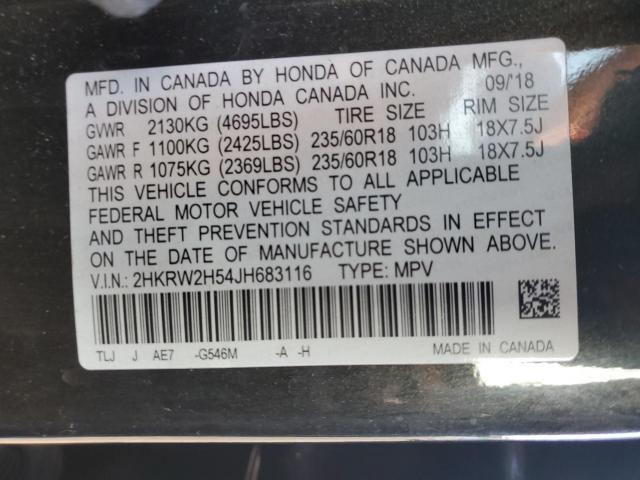 MFD. IN CANADA BY HONDA OF CANADA MFG.,
A DIVISION OF HONDA CANADA INC. 09/'18
GVWR 2130KG (4695LBS) TIRE SIZE RIM SIZE
GAWR F 1100KG (2425LBS) 235/60R18 103H 18X7.5J
GAWR R 1075KG (2369LBS) 235/60R18 103H 18X7.5J
THIS VEHICLE CONFORMS TO ALL APPLICABLE
FEDERAL MOTOR VEHICLE SAFETY
AND THEFT PREVENTION STANDARDS IN EFFECT
ON THE DATE OF MANUFACTURE SHOWN ABOVE.
V.I.N.: 2HKRW2H54JH683116 TYPE: MPV
TLJ J AE7 -G546M -A -H MADE IN CANADA